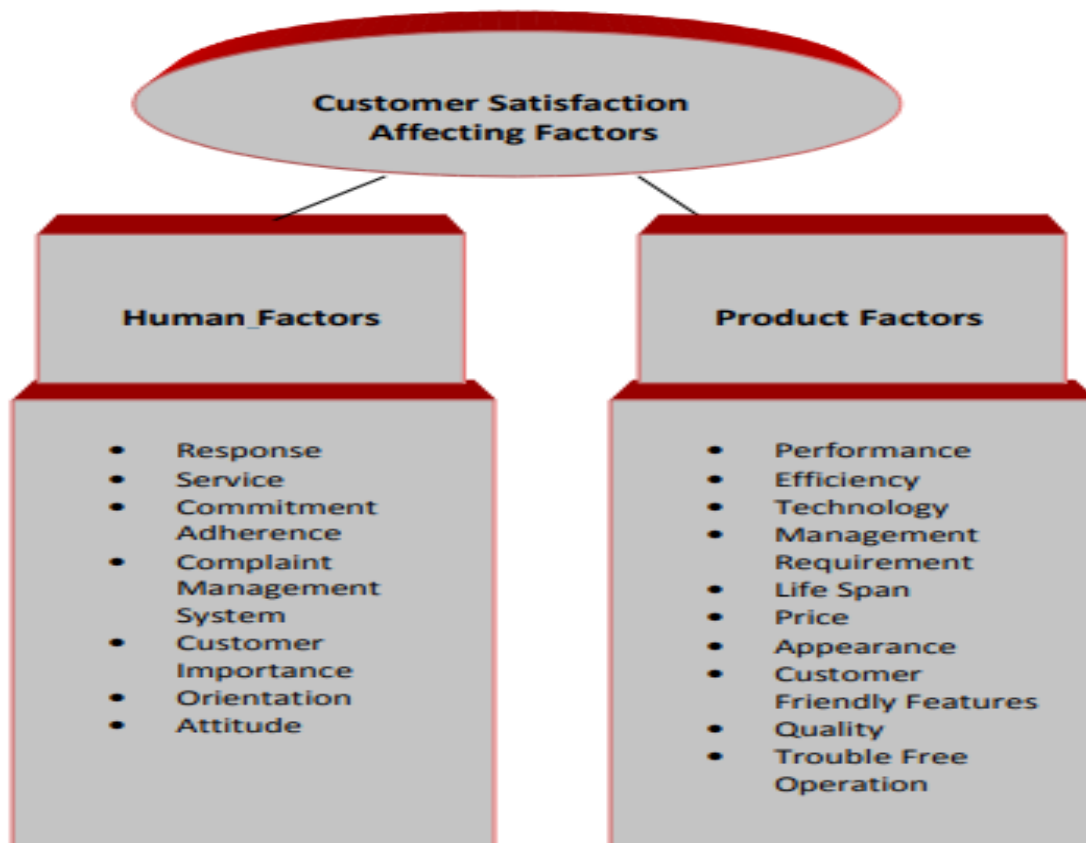 Customer Satisfaction
Affecting Factors
Human_Factors
• Response
• Service
• Commitment
Adherence
• Complaint
Management
System
• Customer
Importance
• Orientation
• Attitude
Product Factors
• Performance
• Efficiency
• Technology
• Management
Requirement
• Life Span
• Price
• Appearance
• Customer
Friendly Features
• Quality
• Trouble Free
Operation